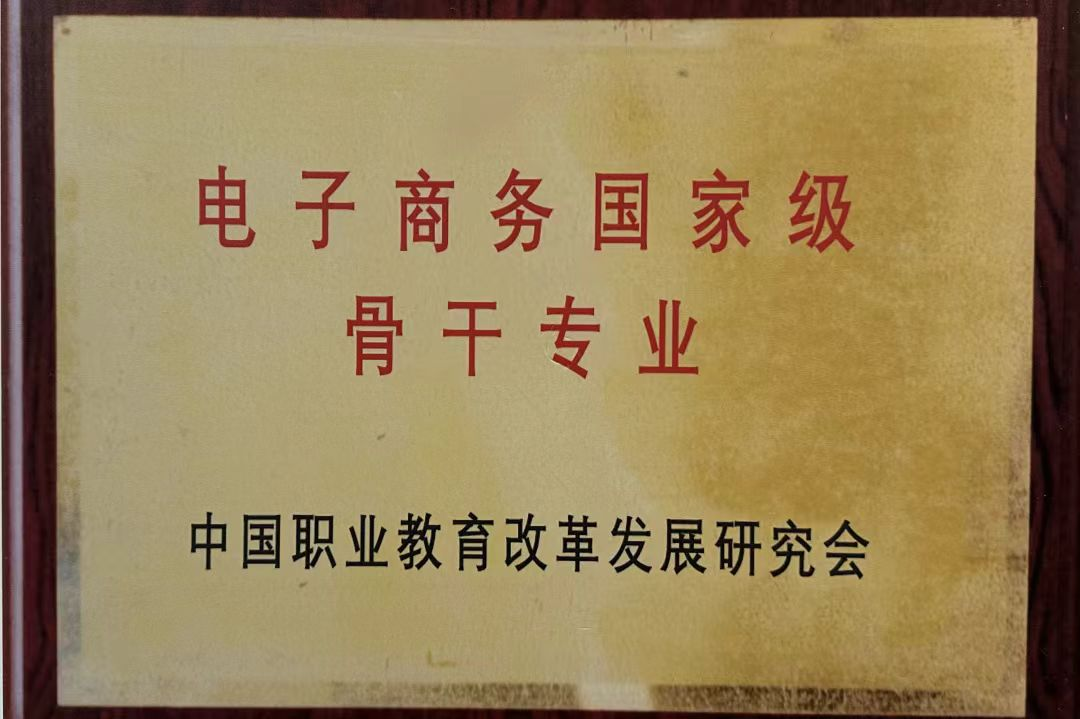 电子商务国家级
骨干专业
中国职业教育改革发展研究会